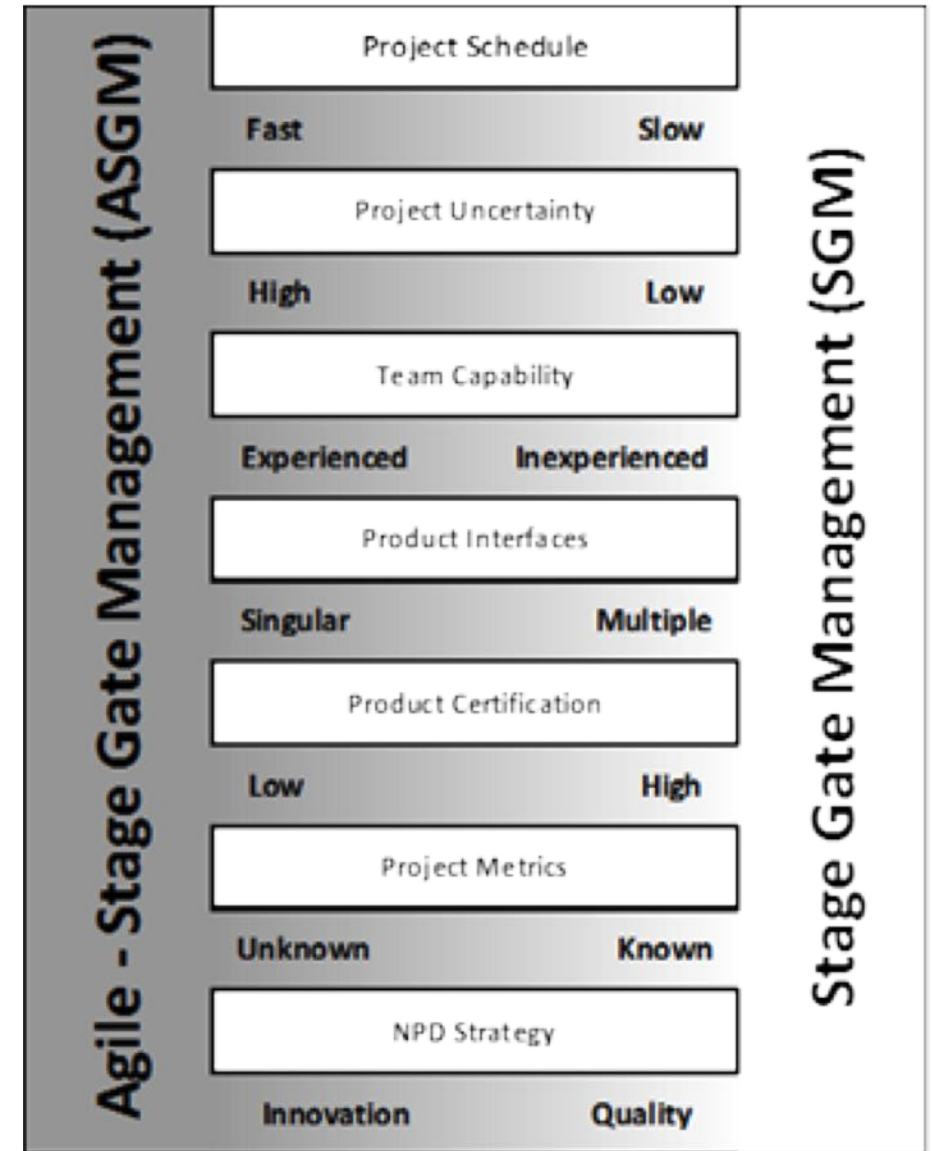 Agile - Stage Gate Management (ASGM)
Project Schedule
Fast Slow
Project Uncertainty
High Low
Team Capability
Experienced Inexperienced
Product Interfaces
Singular Multiple
Product Certification
Low High
Project Metrics
Unknown Known
NPD Strategy
Innovation Quality
Stage Gate Management (SGM)